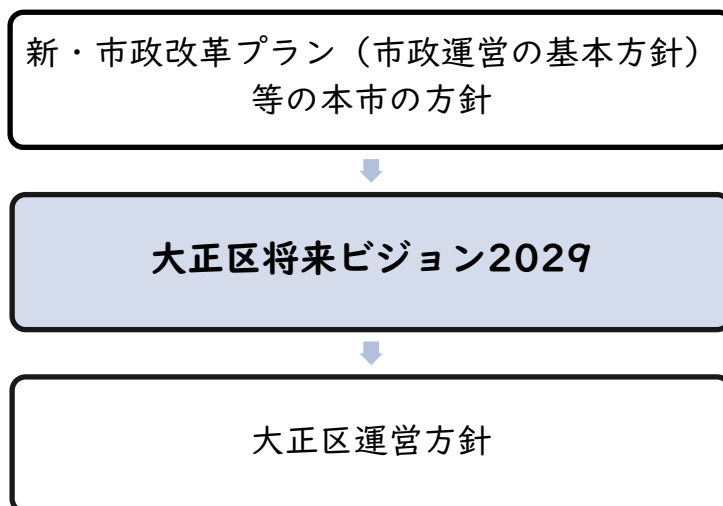 新・市政改革プラン（市政運営の基本方針）
等の本市の方針
大正区将来ビジョン2029
大正区運営方針